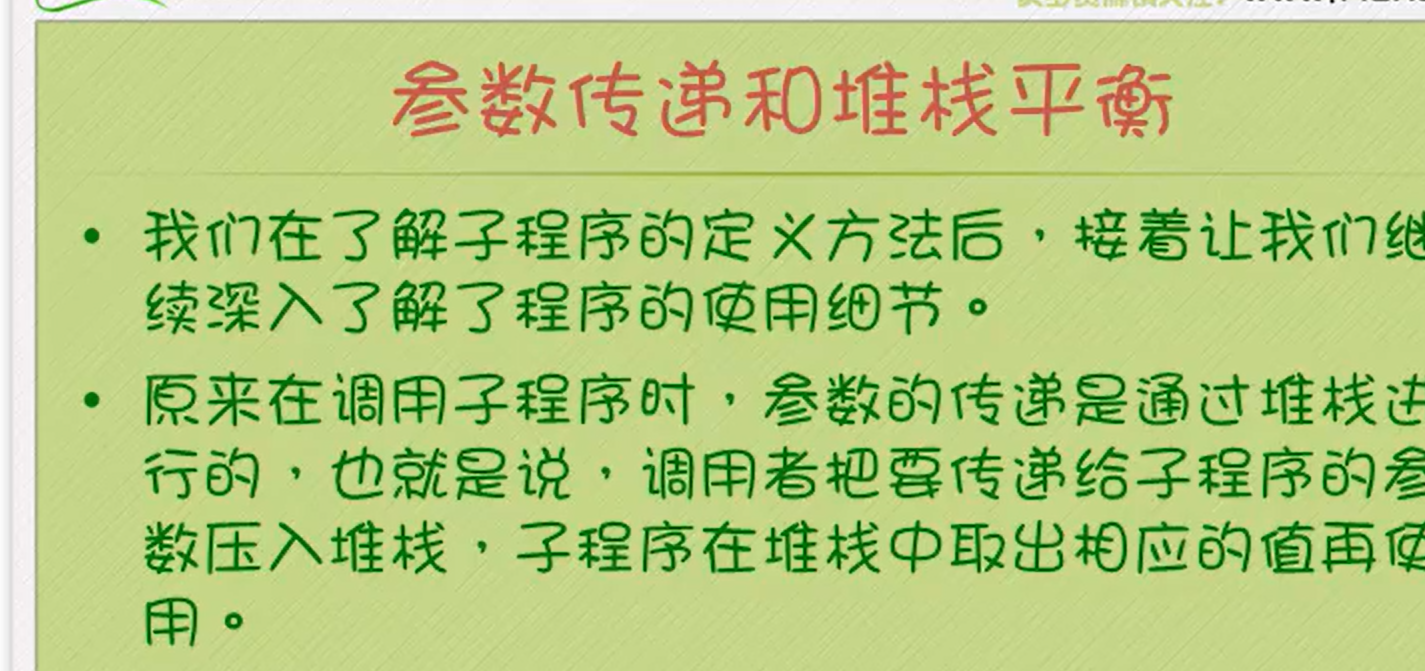 参数传递和堆栈平衡
• 我们在了解子程序的定义方法后，接着让我们继
续深入了解了程序的使用细节。
• 原来在调用子程序时，参数的传递是通过堆栈进
行的，也就是说，调用者把要传递给子程序的参
数压入堆栈，子程序在堆栈中取出相应的值再使
用。